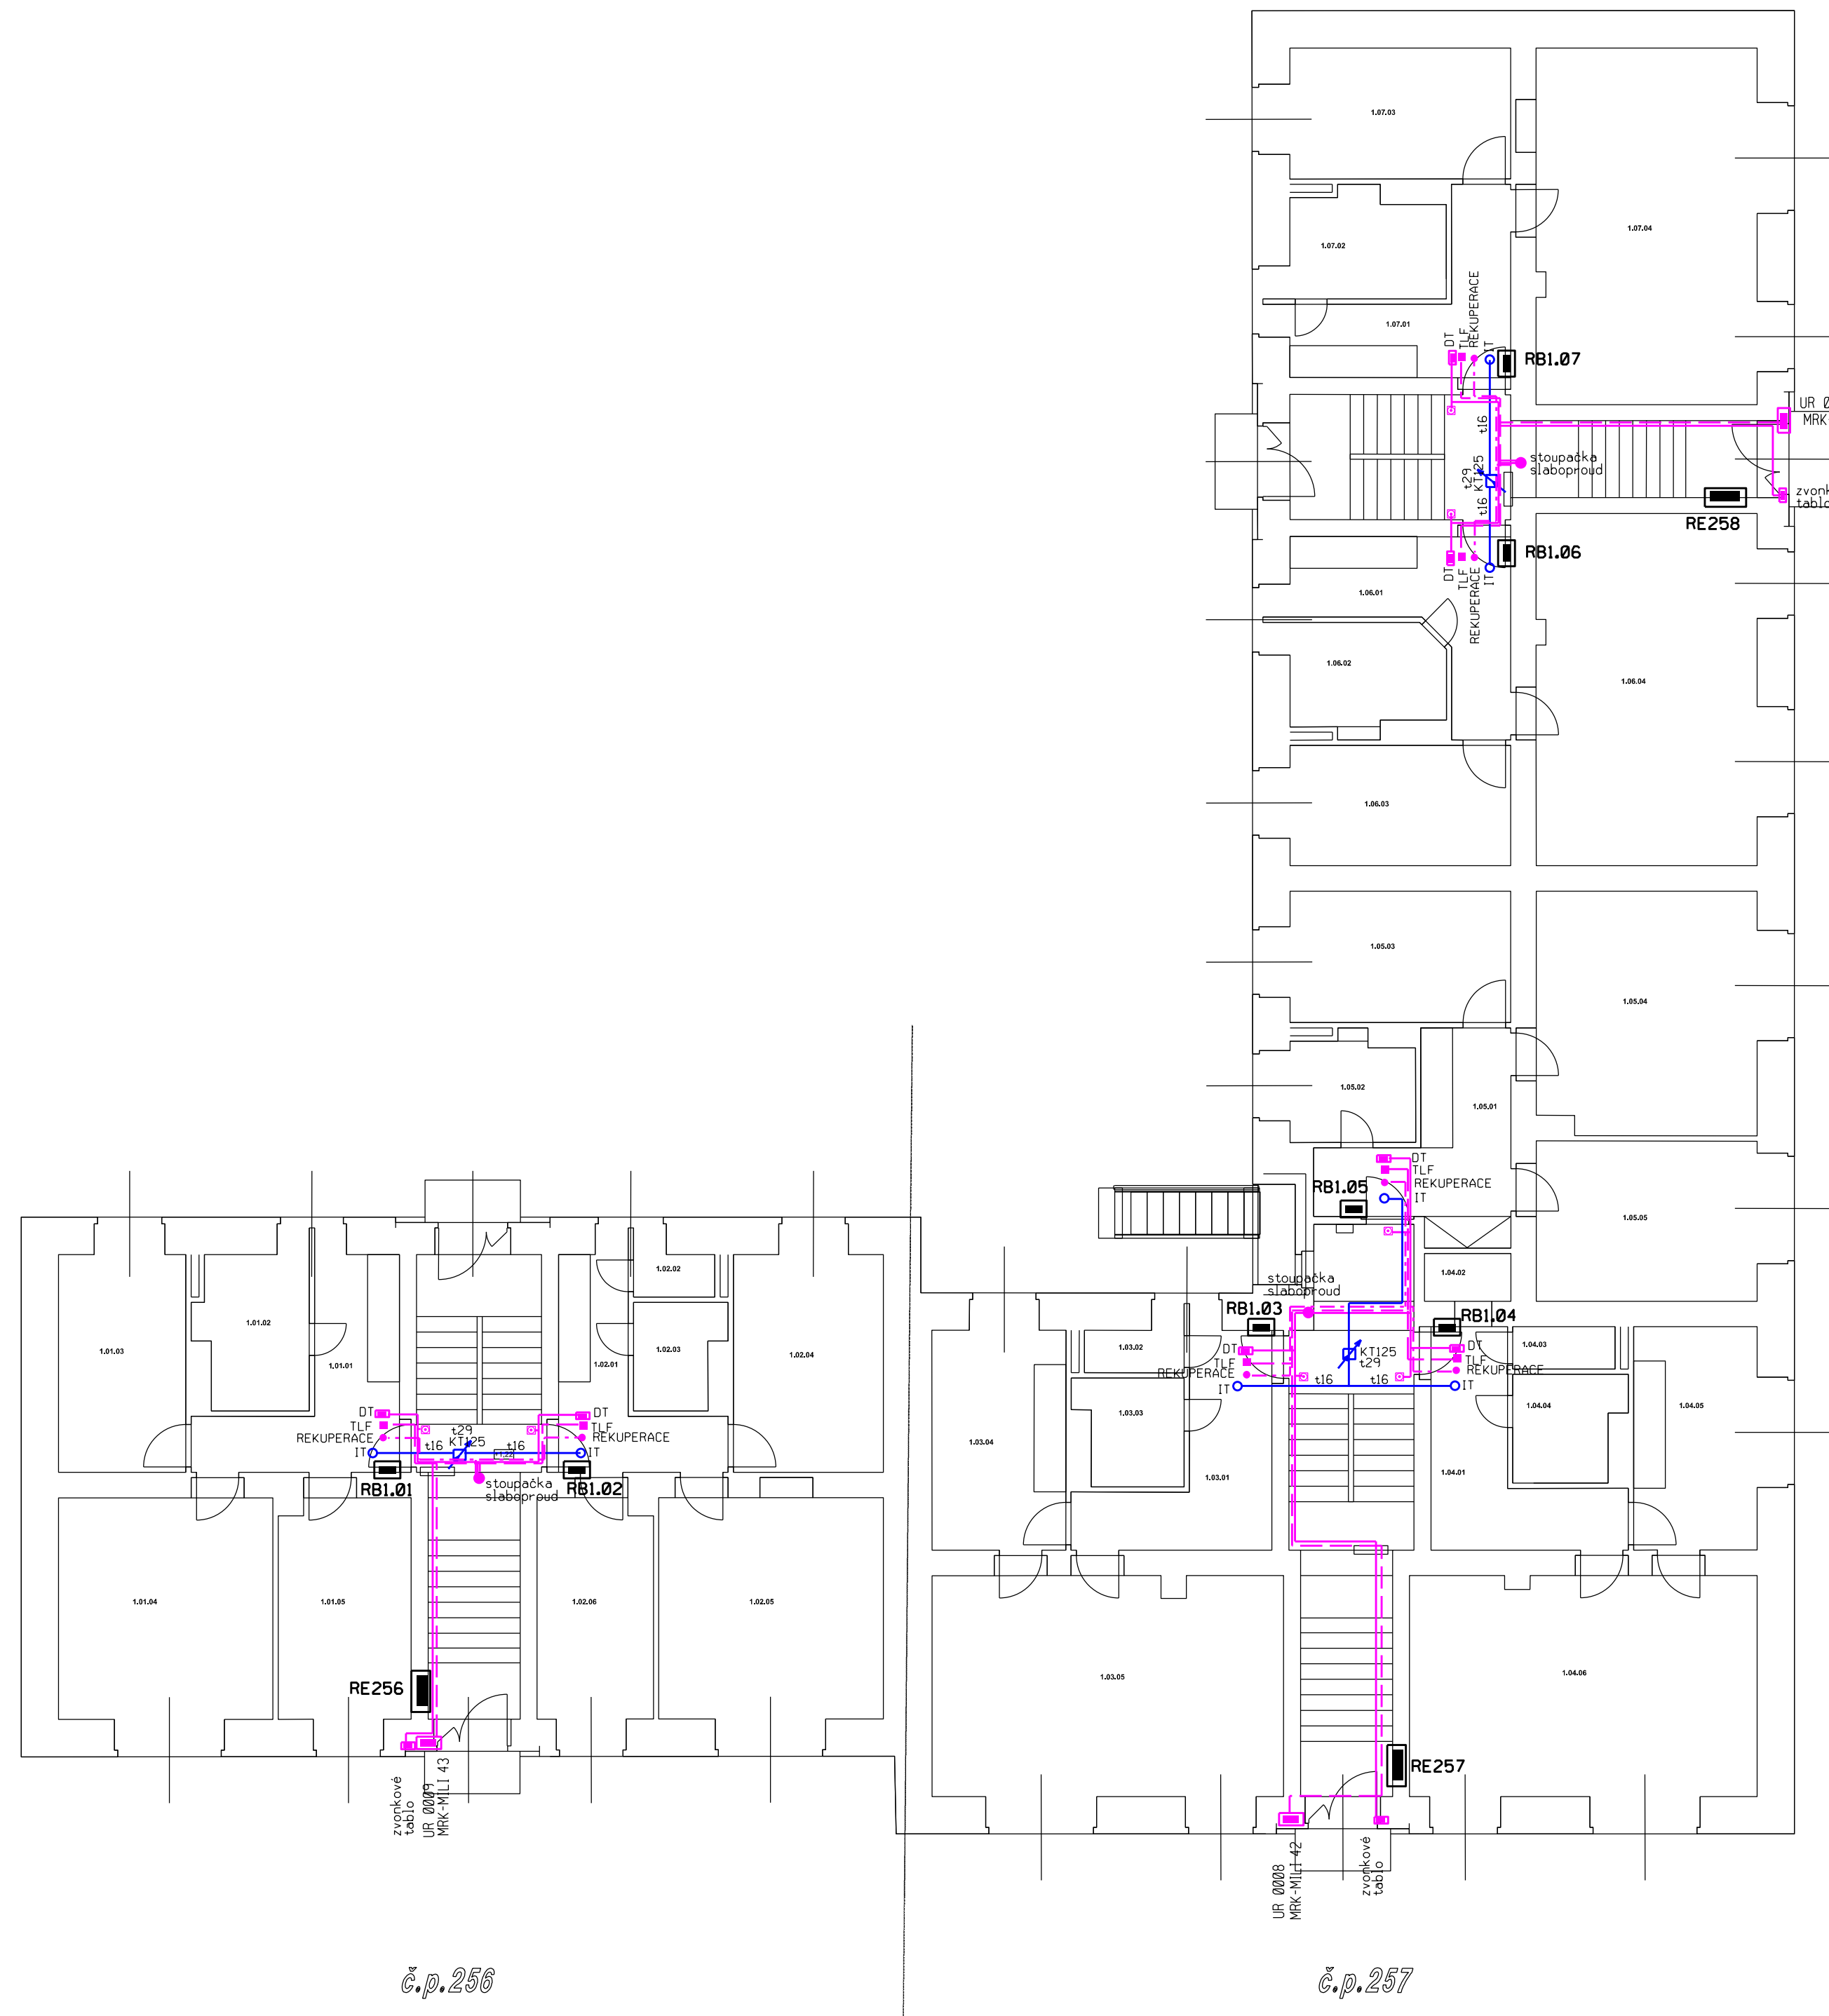 1.07.03
1.07.04
1.07.02
1.07.01
DT
TLF
REKUPERACE
IT
RB1.07
UR
MRK
t16
stoupačka
slaboproud
t29
KT125
t16
tablo
RE258
RB1.06
DT
TLF
REKUPERACE
IT
1.06.01
1.06.02
1.06.04
1.06.03
1.05.03
1.05.04
1.05.02
1.05.01
DT
TLF
REKUPERACE
IT
RB1.05
1.05.05
1.04.02
stoupačka
slaboproud
RB1.03
RB1.04
DT
TLF
REKUPERACE
IT
1.03.02
KT125
t29
t16
t16
DT
TLF
REKUPERACE
IT
1.04.03
1.03.03
1.04.04
1.04.05
1.03.04
1.03.01
1.04.01
1.03.05
1.04.06
RE257
UR 0008
MRK-MILI 42
zvonkové
tablo
č.p.257
1.01.03
1.01.02
1.01.01
1.02.02
1.02.03
1.02.01
1.02.04
DT
TLF
REKUPERACE
IT
t16
t29
KT125
t16
DT
TLF
REKUPERACE
IT
RB1.01
stoupačka
slaboproud
RB1.02
1.01.04
1.01.05
1.02.06
1.02.05
RE256
zvonkové
tablo
UR 0009
MRK-MILI 43
č.p.256